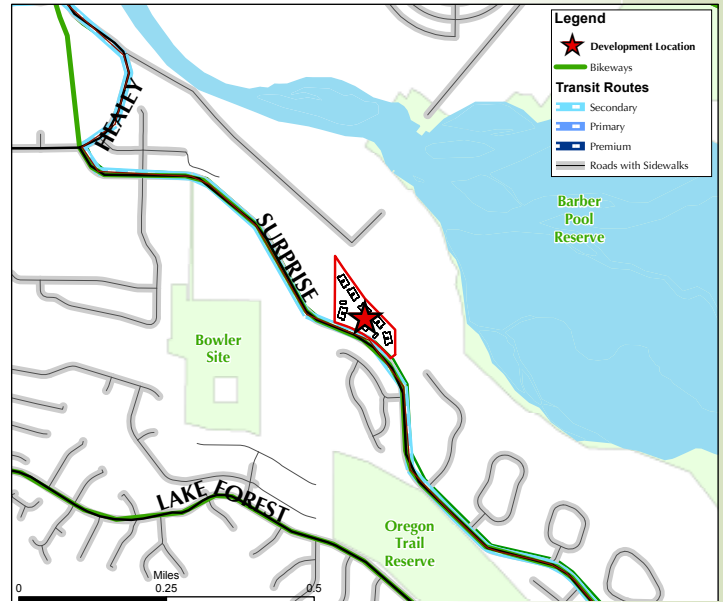 Legend
Development Location
Bikeways
Transit Routes
Secondary
Primary
Premium
Roads with Sidewalks
HEALEY
SURPRISE
Barber
Pool
Reserve
Bowler
Site
LAKE FOREST
Oregon
Trail
Reserve
Miles
0 0.25 0.5